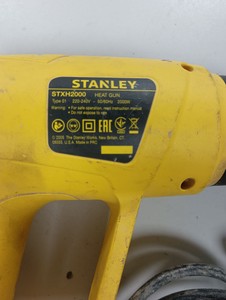 STANLEY
STXH2000 HEAT GUN
Type 01 220-240V ~ 50/60Hz 2000W
Warning • For safe operation, read instruction manual
• Do not expose to rain
EAC
The Stanley Works, New Britain, CT
06053, U.S.A. Made in PRC